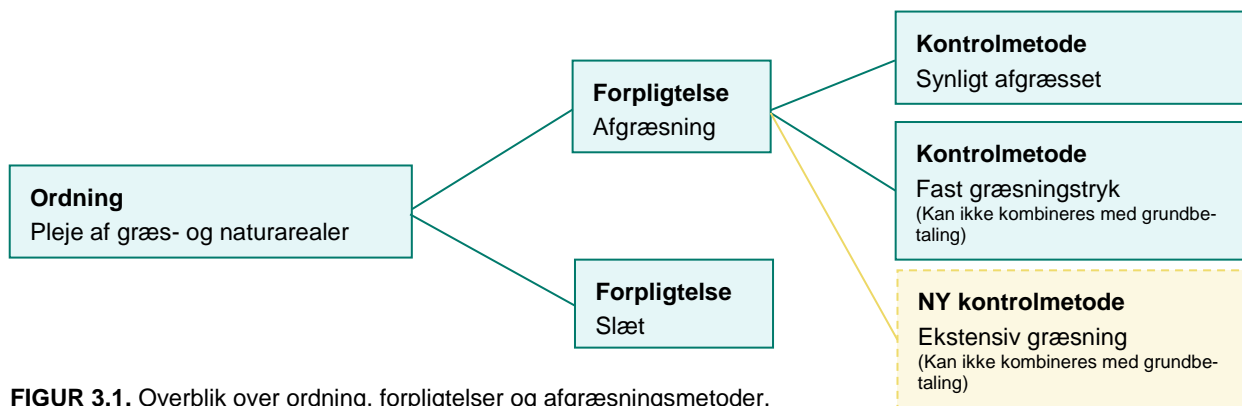 Ordning
Pleje af græs- og naturarealer
Forpligtelse
Afgræsning
Forpligtelse
Slæt
Kontrolmetode
Synligt afgræsset
Kontrolmetode
Fast græsningstryk
(Kan ikke kombineres med grundbe-
taling)
NY kontrolmetode
Ekstensiv græsning
(Kan ikke kombineres med grundbe-
taling)
FIGUR 3.1. Overblik over ordning, forpligtelser og afgræsningsmetoder.